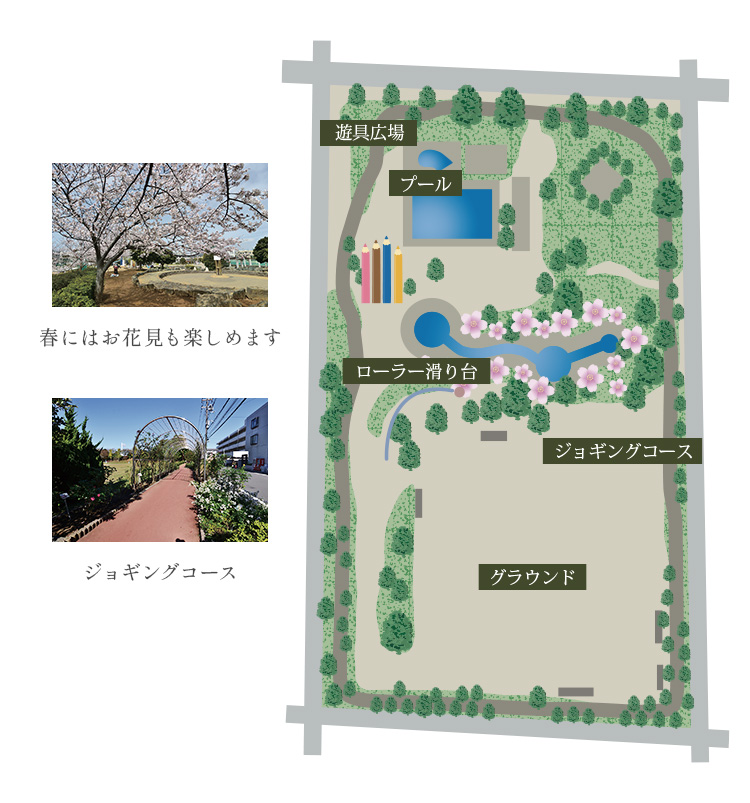 遊具広場
プール
春にはお花見も楽しめます
ローラー滑り台
ジョギングコース
ジョギングコース
グラウンド